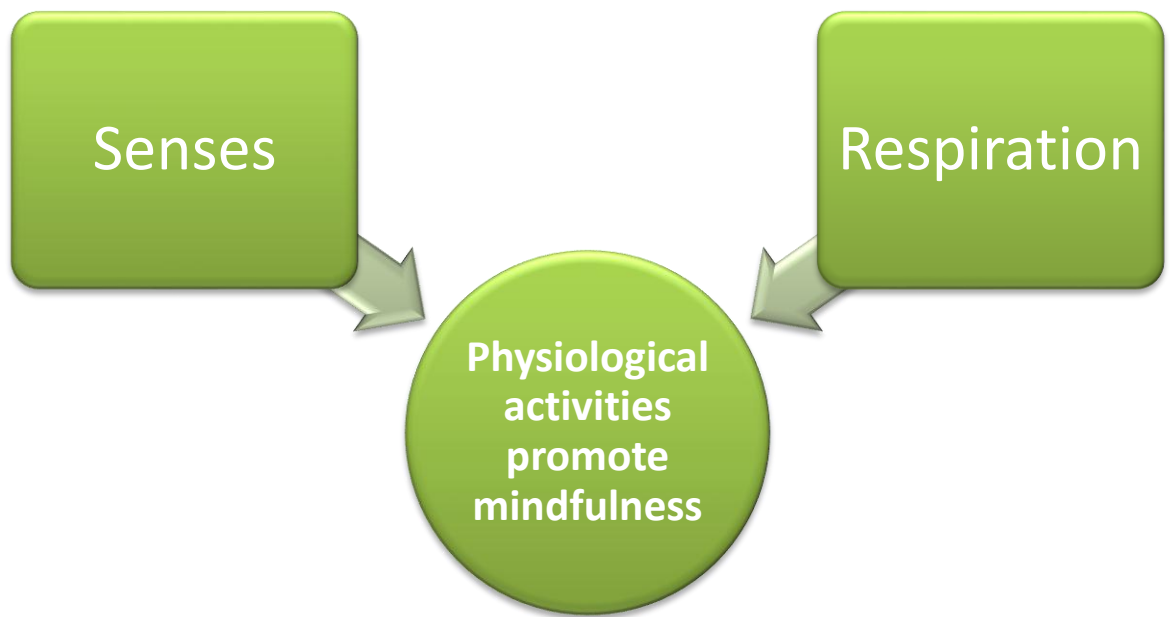 Senses
Respiration
Physiological
activities
promote
mindfulness